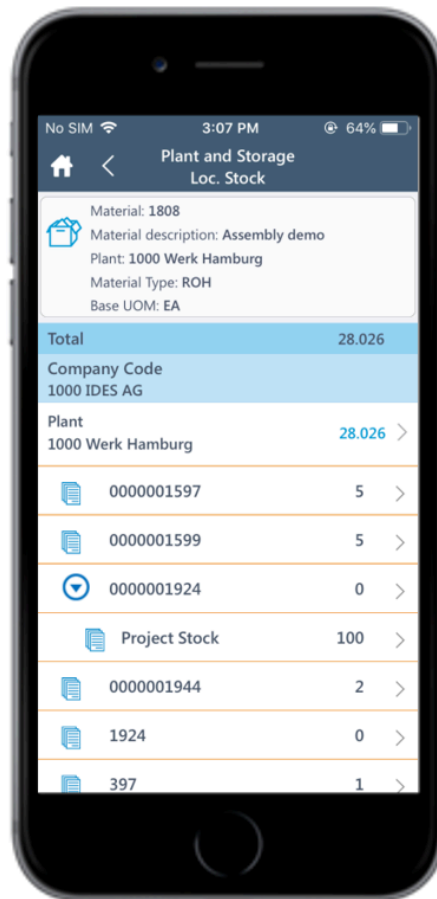 No SIM 3:07 PM 64%
Plant and Storage
Loc. Stock
Material: 1808
Material description: Assembly demo
Plant: 1000 Werk Hamburg
Material Type: ROH
Base UOM: EA
Total 28.026
Company Code
1000 IDES AG
Plant
1000 Werk Hamburg 28.026
0000001597 5
0000001599 5
0000001924 0
Project Stock 100
0000001944 2
1924 0
397 1